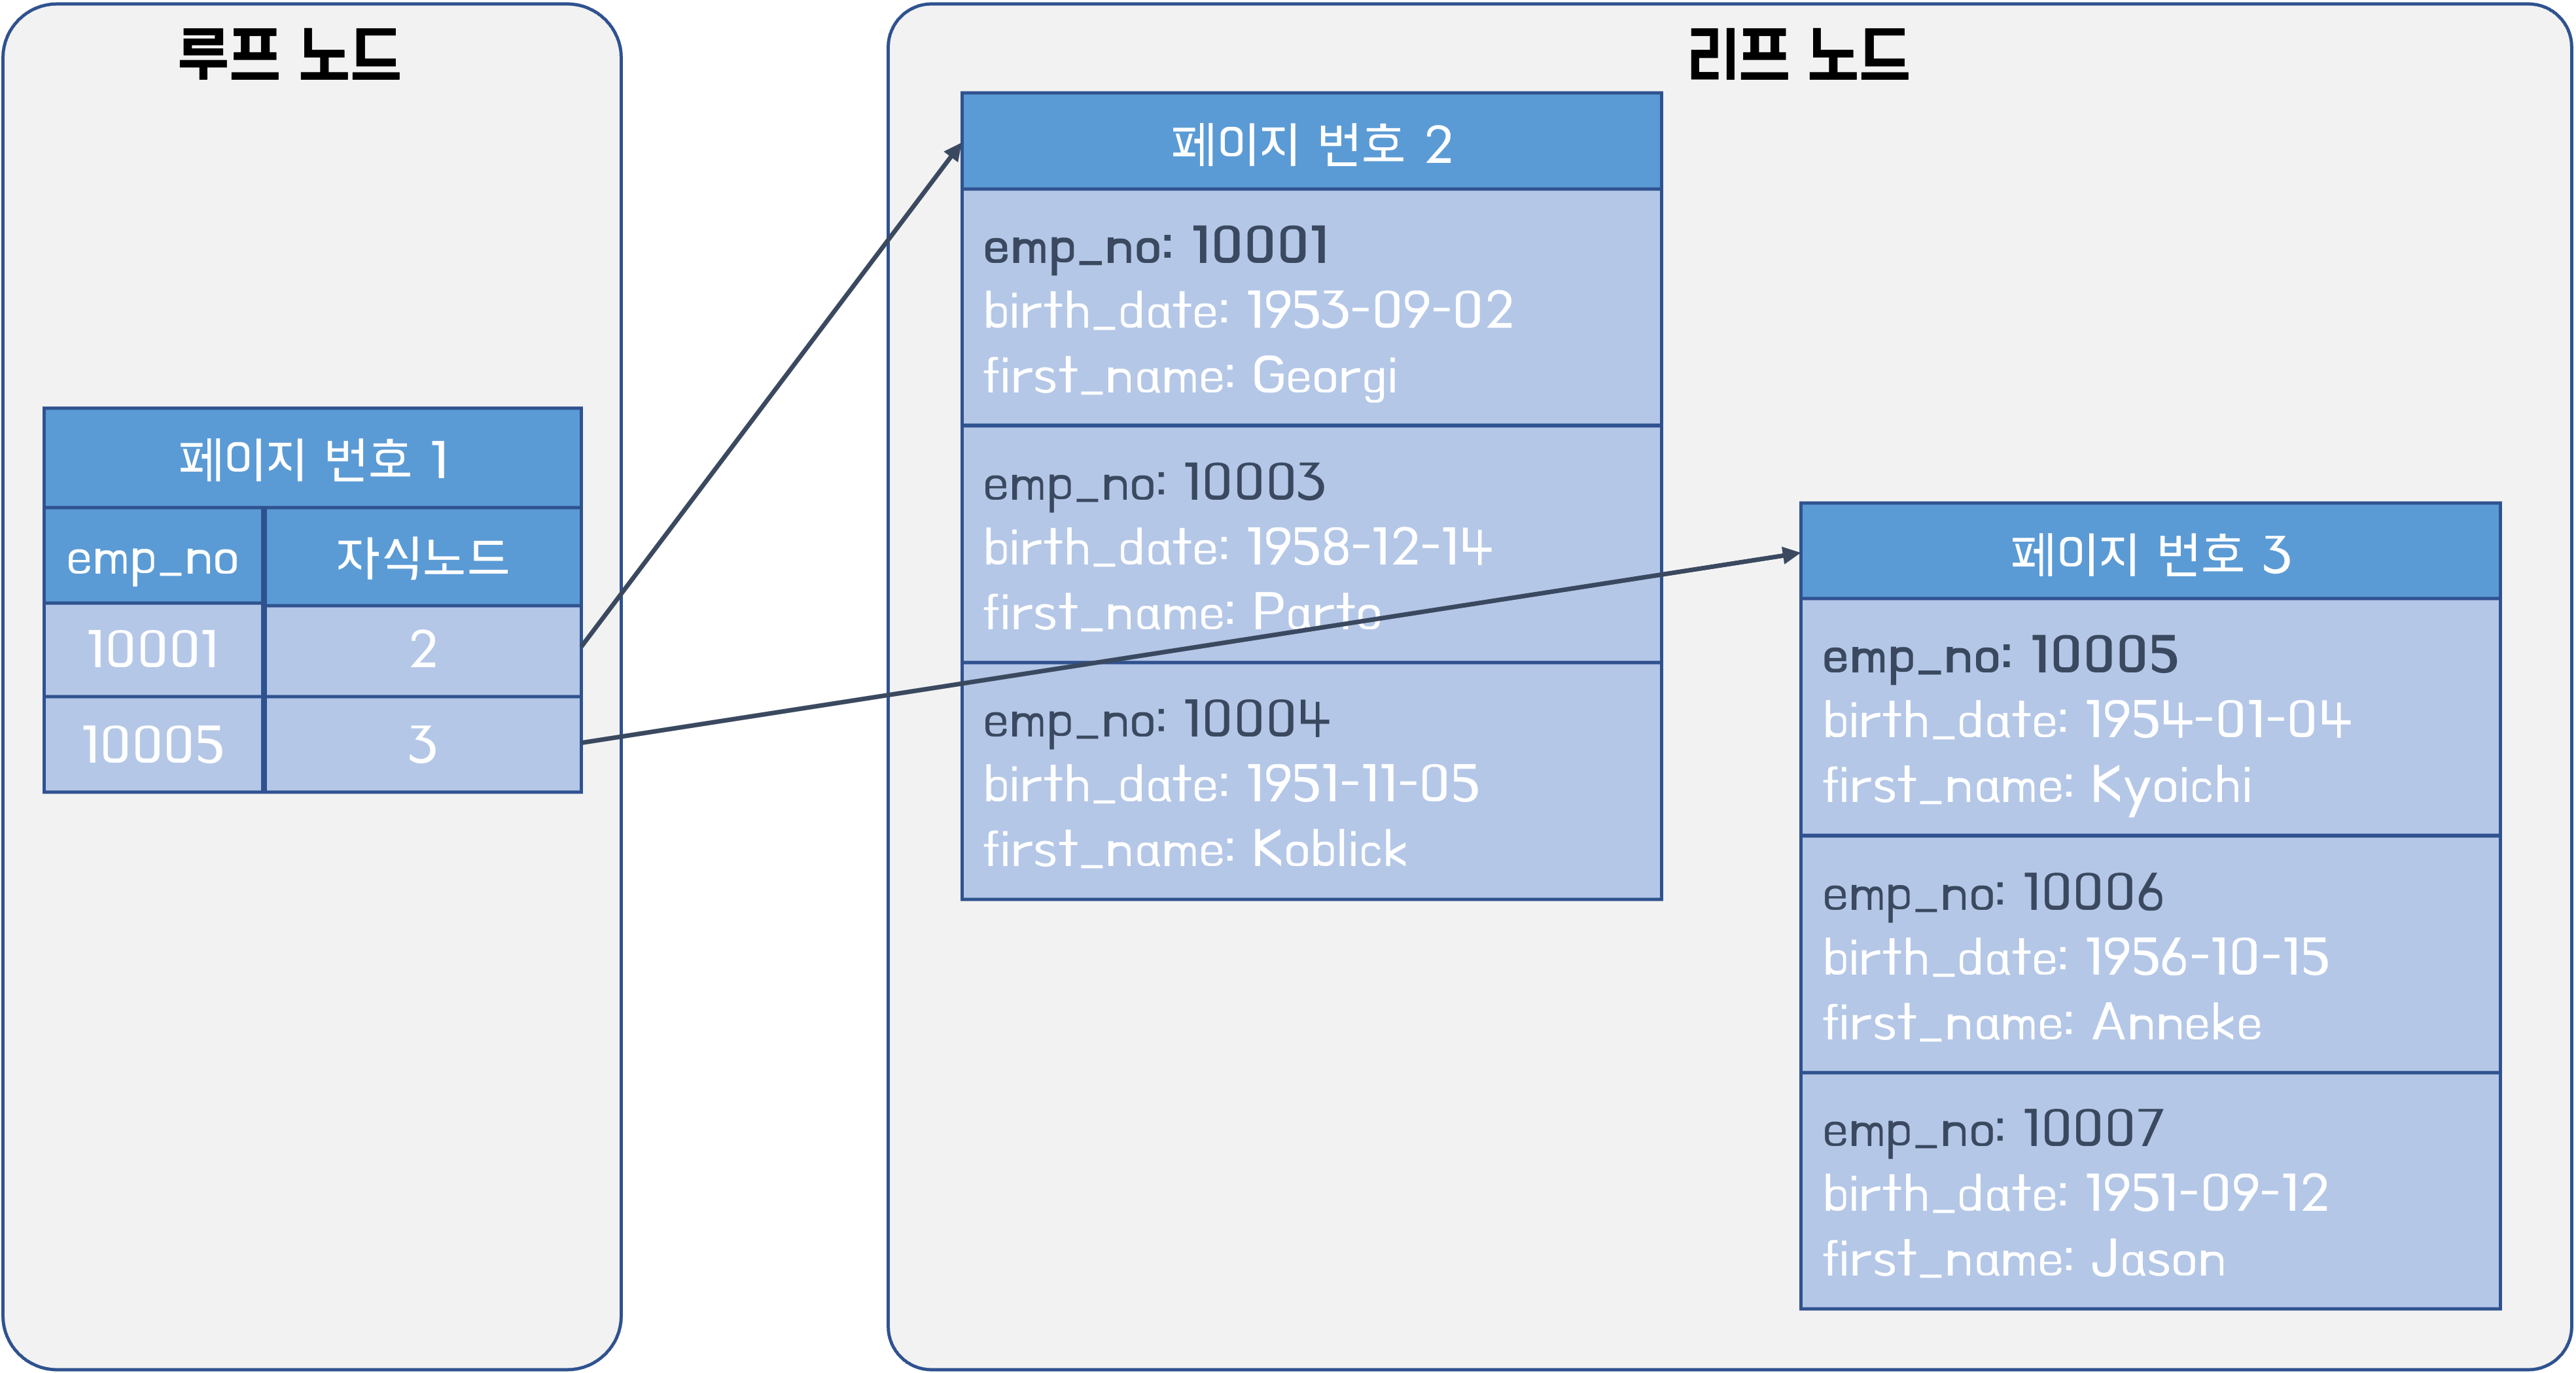 루프 노드
페이지 번호 1
emp_no 자식노드
10001 2
10005 3
리프 노드
페이지 번호 2
emp_no: 10001
birth_date: 1953-09-02
first_name: Georgi
emp_no: 10003
birth_date: 1958-12-14
first_name: Parto
emp_no: 10004
birth_date: 1951-11-05
first_name: Koblick
페이지 번호 3
emp_no: 10005
birth_date: 1954-01-04
first_name: Kyoichi
emp_no: 10006
birth_date: 1956-10-15
first_name: Anneke
emp_no: 10007
birth_date: 1951-09-12
first_name: Jason